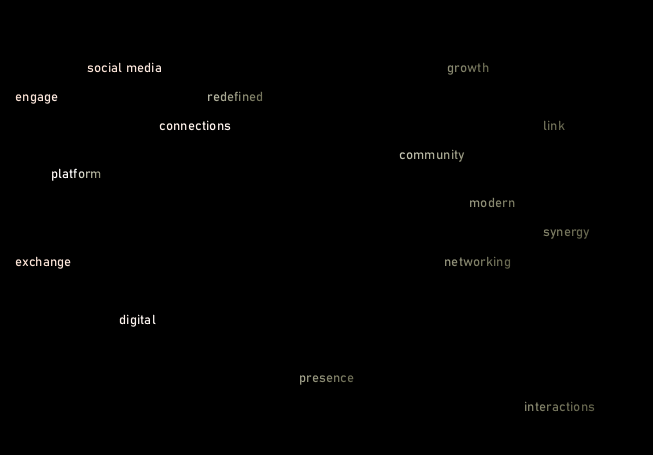 social media growth
engage redefined
connections link
community
platform
modern
synergy
exchange networking
digital
presence
interactions